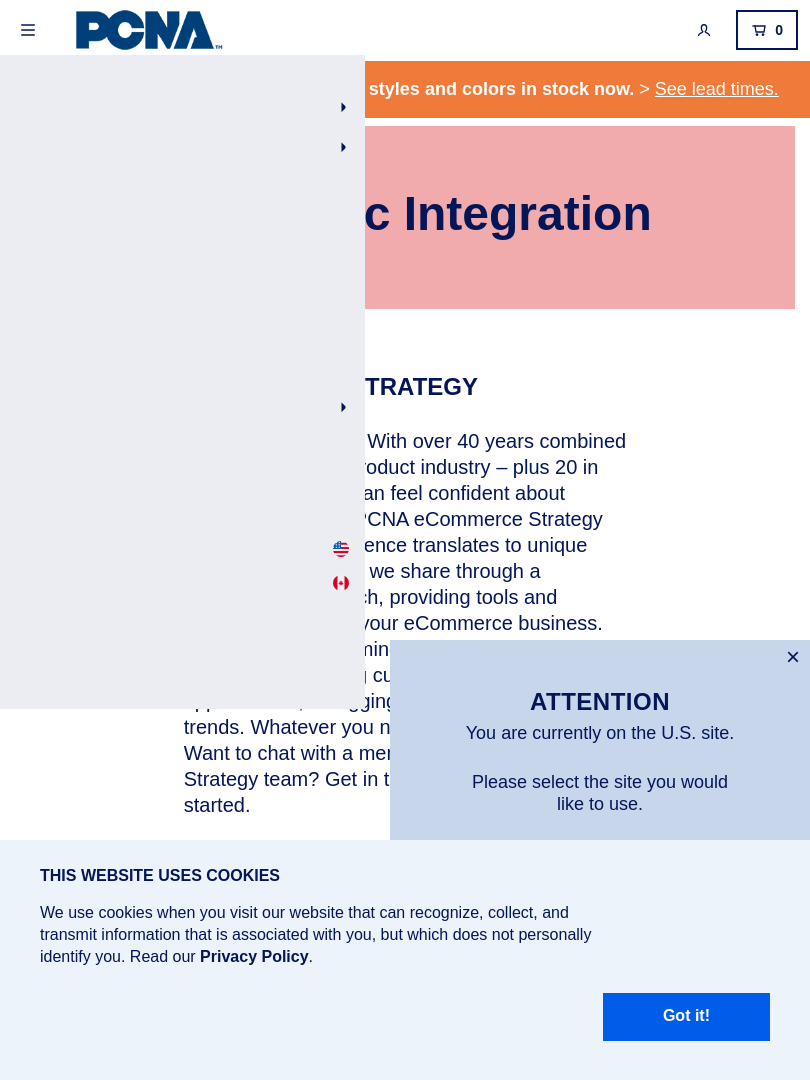 PCNA™
0
styles and colors in stock now. > See lead times.
c Integration
TRATEGY
With over 40 years combined
roduct industry – plus 20 in
an feel confident about
PCNA eCommerce Strategy
ence translates to unique
we share through a
ch, providing tools and
your eCommerce business.
trends. Whatever you n
Want to chat with a mer
Strategy team? Get in t
started.
ATTENTION
You are currently on the U.S. site.
Please select the site you would
like to use.
THIS WEBSITE USES COOKIES
We use cookies when you visit our website that can recognize, collect, and
transmit information that is associated with you, but which does not personally
identify you. Read our Privacy Policy.
Got it!